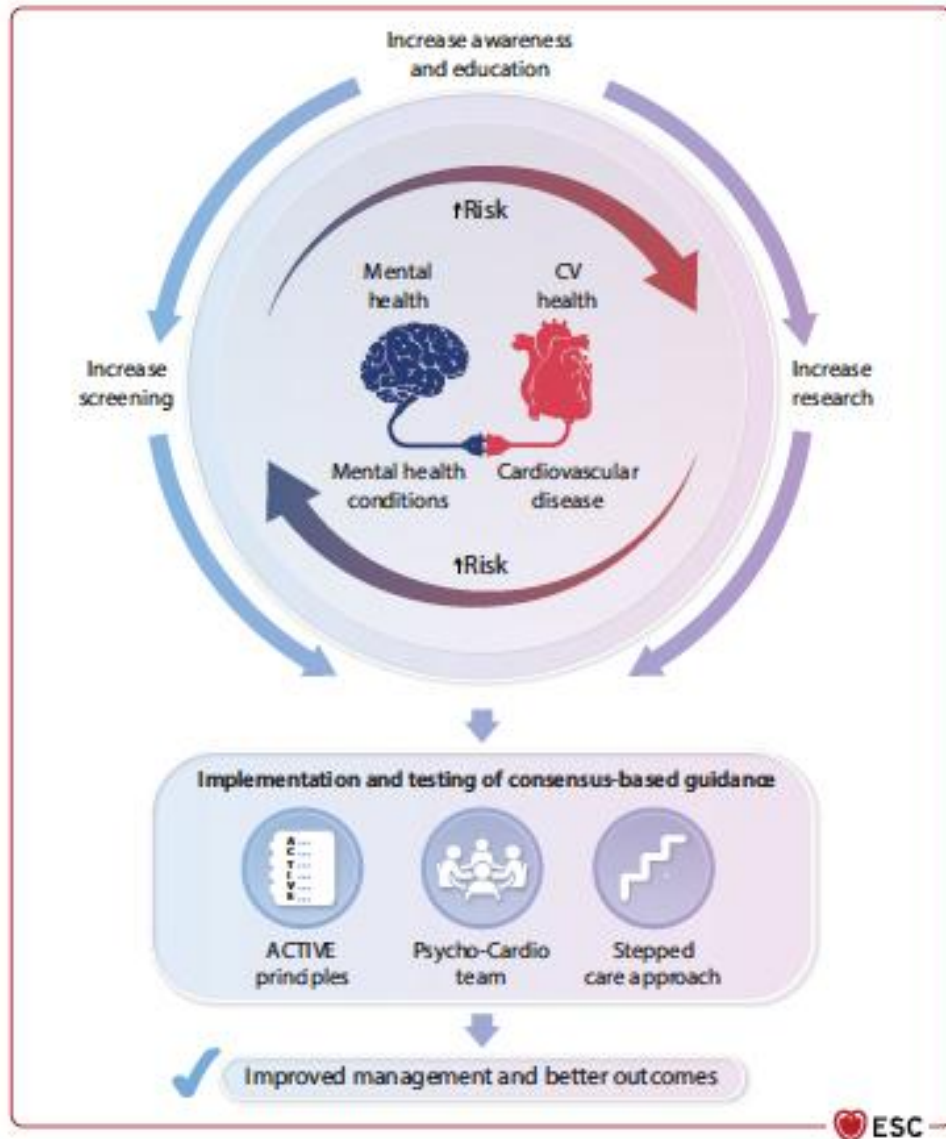 Increase awareness
and education
↑Risk
Mental
health
CV
health
Increase
screening
Increase
research
Mental health
conditions
Cardiovascular
disease
↑Risk
Implementation and testing of consensus-based guidance
A...
C...
T...
I...
V...
E...
ACTIVE
principles
Psycho-Cardio
team
Stepped
care approach
Improved management and better outcomes
ESC